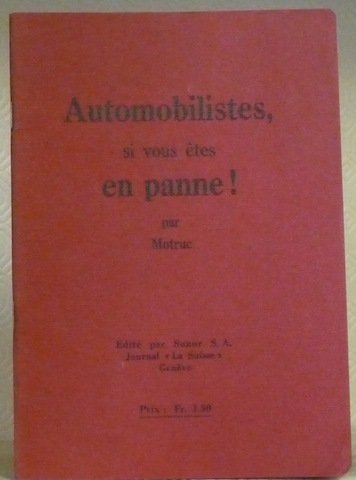 Automobilistes,
si vous êtes
en panne !
par
Motruc
Edité par Sonor S. A.
Journal « La Suisse »
Genève
Prix : Fr. 1.50